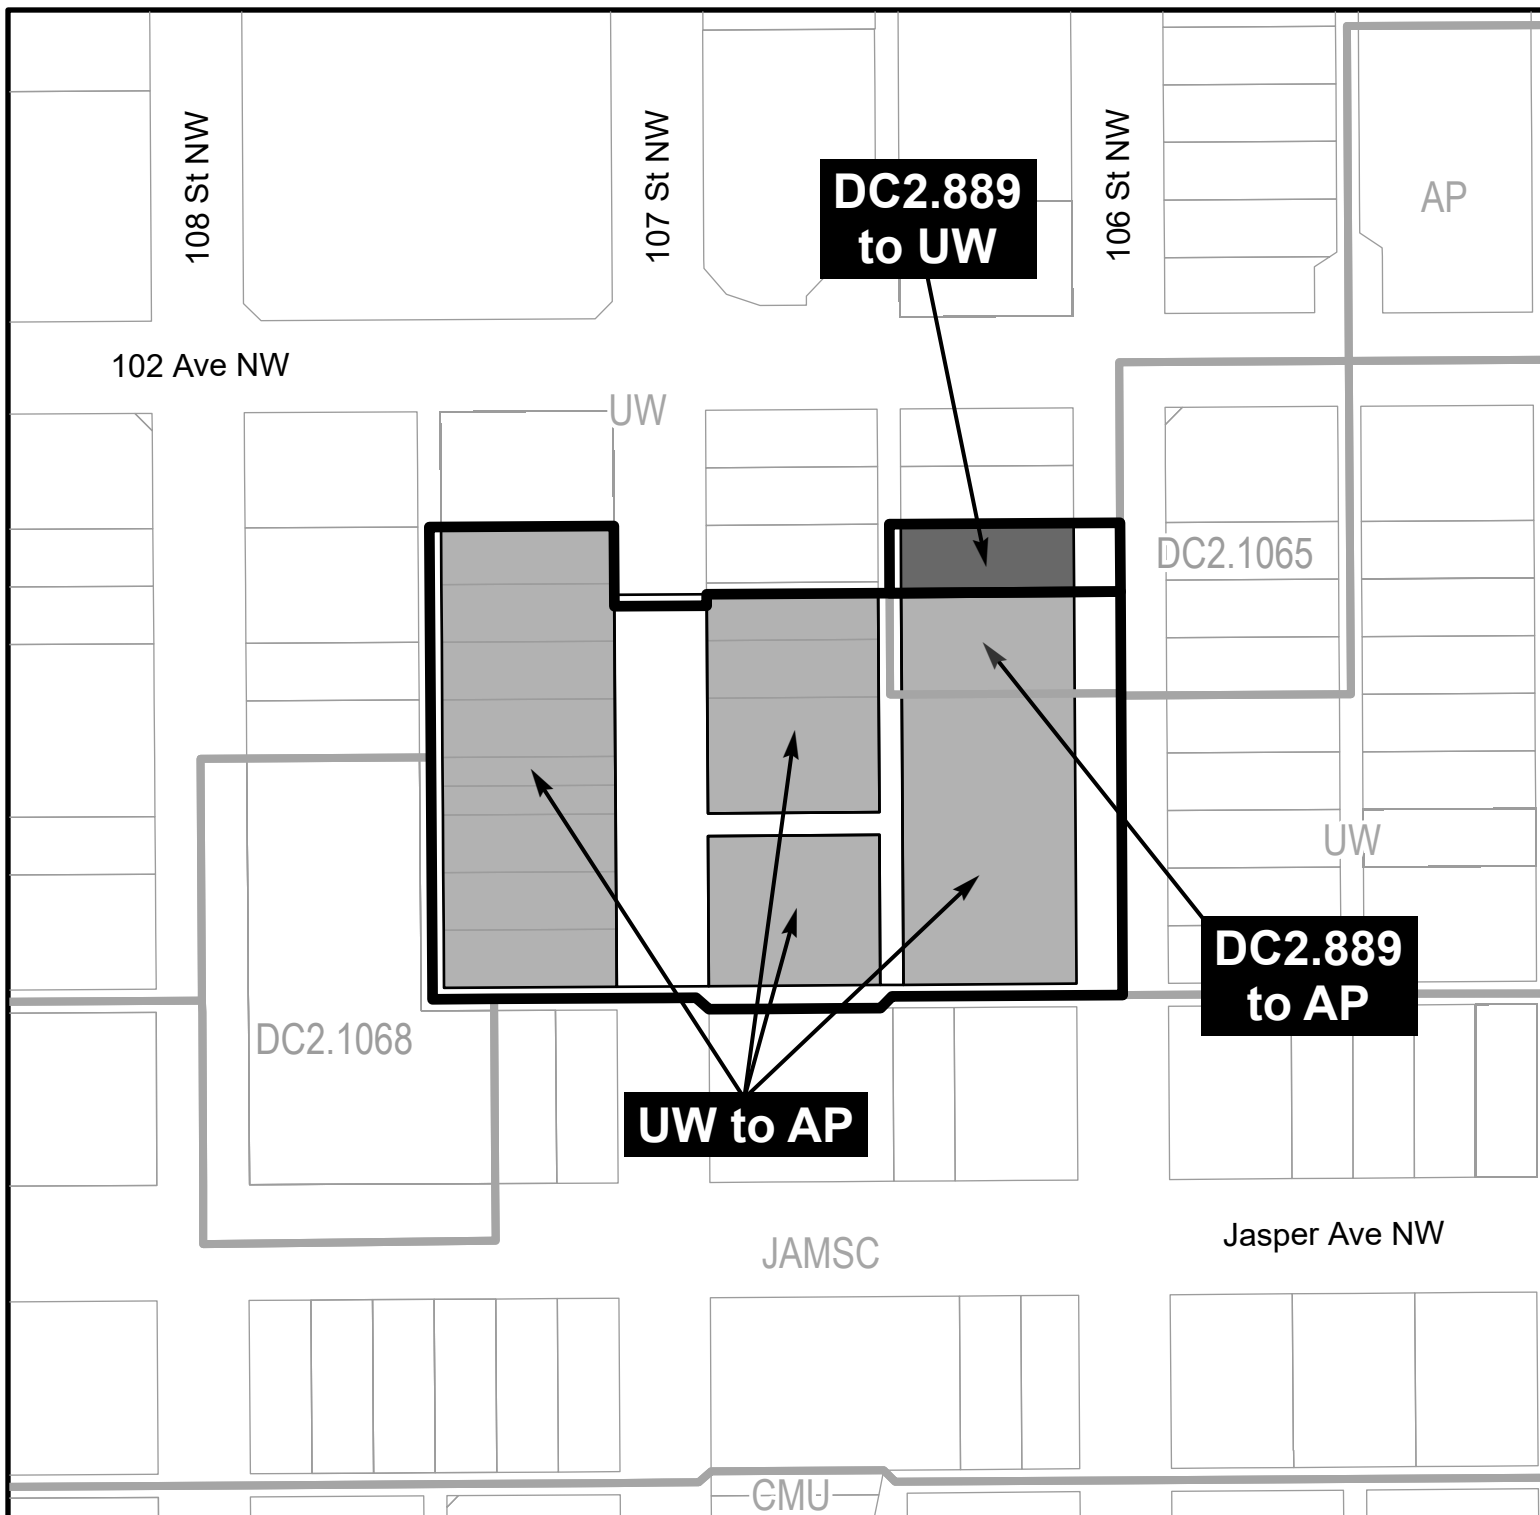 108 St NW
107 St NW
106 St NW
DC2.889
to UW
AP
102 Ave NW
UW
DC2.1065
UW
DC2.889
to AP
DC2.1068
UW to AP
Jasper Ave NW
JAMSC
CMU